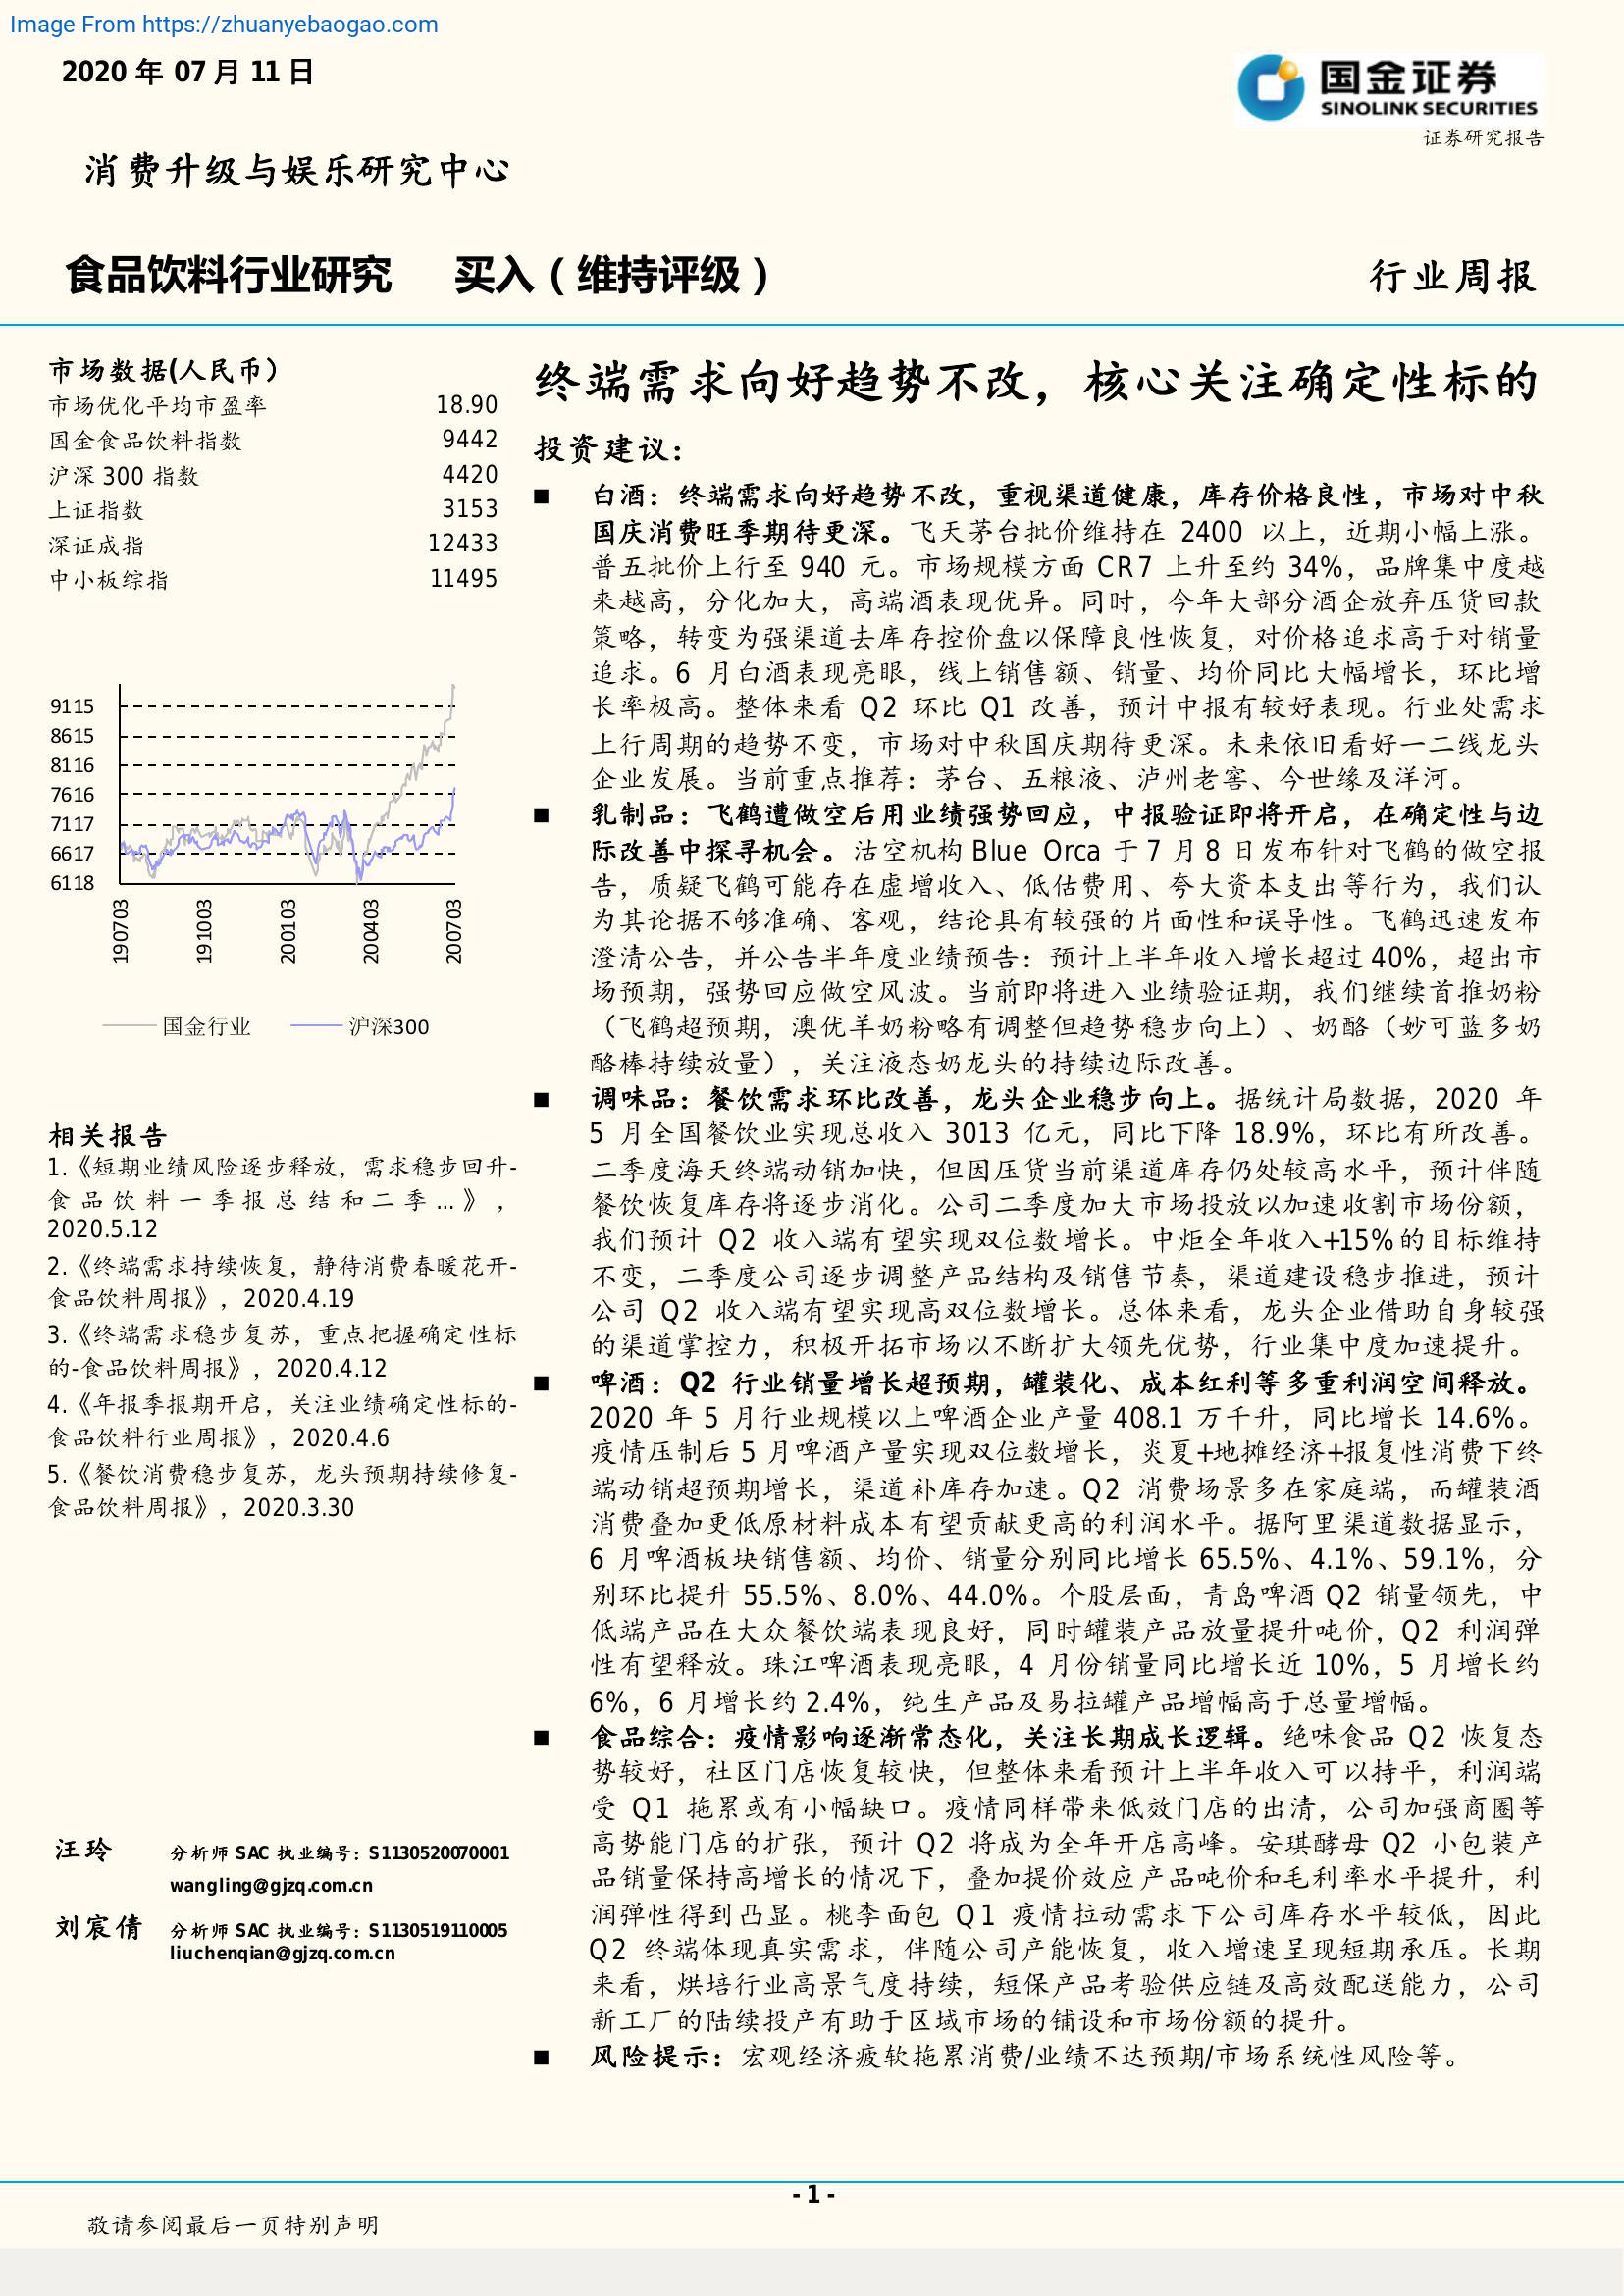 Image From https://zhuanyebaogao.com
2020 年 07 月 11 日
国金证券
SINOLINK SECURITIES
证券研究报告
消费升级与娱乐研究中心
食品饮料行业研究 买入（维持评级）
行业周报
市场数据(人民币）
市场优化平均市盈率 18.90
国金食品饮料指数 9442
沪深 300 指数 4420
上证指数 3153
深证成指 12433
中小板综指 11495
9115
8615
8116
7616
7117
6617
6118
190703
191003
200103
200403
200703
国金行业 沪深300
相关报告
1.《短期业绩风险逐步释放，需求稳步回升-
食品饮料一季报总结和二季...》，
2020.5.12
2.《终端需求持续恢复，静待消费春暖花开-
食品饮料周报》，2020.4.19
3.《终端需求稳步复苏，重点把握确定性标
的-食品饮料周报》，2020.4.12
4.《年报季报期开启，关注业绩确定性标的-
食品饮料行业周报》，2020.4.6
5.《餐饮消费稳步复苏，龙头预期持续修复-
食品饮料周报》，2020.3.30
汪玲 分析师 SAC 执业编号：S1130520070001
wangling@gjzq.com.cn
刘宸倩 分析师 SAC 执业编号：S1130519110005
liuchenqian@gjzq.com.cn
终端需求向好趋势不改，核心关注确定性标的
投资建议：
■ 白酒：终端需求向好趋势不改，重视渠道健康，库存价格良性，市场对中秋
国庆消费旺季期待更深。飞天茅台批价维持在 2400 以上，近期小幅上涨。
普五批价上行至 940 元。市场规模方面 CR7 上升至约 34%，品牌集中度越
来越高，分化加大，高端酒表现优异。同时，今年大部分酒企放弃压货回款
策略，转变为强渠道去库存控价盘以保障良性恢复，对价格追求高于对销量
追求。6 月白酒表现亮眼，线上销售额、销量、均价同比大幅增长，环比增
长率极高。整体来看 Q2 环比 Q1 改善，预计中报有较好表现。行业处需求
上行周期的趋势不变，市场对中秋国庆期待更深。未来依旧看好一二线龙头
企业发展。当前重点推荐：茅台、五粮液、泸州老窖、今世缘及洋河。
■ 乳制品：飞鹤遭做空后用业绩强势回应，中报验证即将开启，在确定性与边
际改善中探寻机会。沽空机构 Blue Orca 于 7 月 8 日发布针对飞鹤的做空报
告，质疑飞鹤可能存在虚增收入、低估费用、夸大资本支出等行为，我们认
为其论据不够准确、客观，结论具有较强的片面性和误导性。飞鹤迅速发布
澄清公告，并公告半年度业绩预告：预计上半年收入增长超过 40%，超出市
场预期，强势回应做空风波。当前即将进入业绩验证期，我们继续首推奶粉
（飞鹤超预期，澳优羊奶粉略有调整但趋势稳步向上）、奶酪（妙可蓝多奶
酪棒持续放量），关注液态奶龙头的持续边际改善。
■ 调味品：餐饮需求环比改善，龙头企业稳步向上。据统计局数据，2020 年
5 月全国餐饮业实现总收入 3013 亿元，同比下降 18.9%，环比有所改善。
二季度海天终端动销加快，但因压货当前渠道库存仍处较高水平，预计伴随
餐饮恢复库存将逐步消化。公司二季度加大市场投放以加速收割市场份额，
我们预计 Q2 收入端有望实现双位数增长。中炬全年收入+15%的目标维持
不变，二季度公司逐步调整产品结构及销售节奏，渠道建设稳步推进，预计
公司 Q2 收入端有望实现高双位数增长。总体来看，龙头企业借助自身较强
的渠道掌控力，积极开拓市场以不断扩大领先优势，行业集中度加速提升。
■ 啤酒：Q2 行业销量增长超预期，罐装化、成本红利等多重利润空间释放。
2020 年 5 月行业规模以上啤酒企业产量 408.1 万千升，同比增长 14.6%。
疫情压制后 5 月啤酒产量实现双位数增长，炎夏+地摊经济+报复性消费下终
端动销超预期增长，渠道补库存加速。Q2 消费场景多在家庭端，而罐装酒
消费叠加更低原材料成本有望贡献更高的利润水平。据阿里渠道数据显示，
6 月啤酒板块销售额、均价、销量分别同比增长 65.5%、4.1%、59.1%，分
别环比提升 55.5%、8.0%、44.0%。个股层面，青岛啤酒 Q2 销量领先，中
低端产品在大众餐饮端表现良好，同时罐装产品放量提升吨价，Q2 利润弹
性有望释放。珠江啤酒表现亮眼，4 月份销量同比增长近 10%，5 月增长约
6%，6 月增长约 2.4%，纯生产品及易拉罐产品增幅高于总量增幅。
■ 食品综合：疫情影响逐渐常态化，关注长期成长逻辑。绝味食品 Q2 恢复态
势较好，社区门店恢复较快，但整体来看预计上半年收入可以持平，利润端
受 Q1 拖累或有小幅缺口。疫情同样带来低效门店的出清，公司加强商圈等
高势能门店的扩张，预计 Q2 将成为全年开店高峰。安琪酵母 Q2 小包装产
品销量保持高增长的情况下，叠加提价效应产品吨价和毛利率水平提升，利
润弹性得到凸显。桃李面包 Q1 疫情拉动需求下公司库存水平较低，因此
Q2 终端体现真实需求，伴随公司产能恢复，收入增速呈现短期承压。长期
来看，烘培行业高景气度持续，短保产品考验供应链及高效配送能力，公司
新工厂的陆续投产有助于区域市场的铺设和市场份额的提升。
■ 风险提示：宏观经济疲软拖累消费/业绩不达预期/市场系统性风险等。
- 1 -
敬请参阅最后一页特别声明